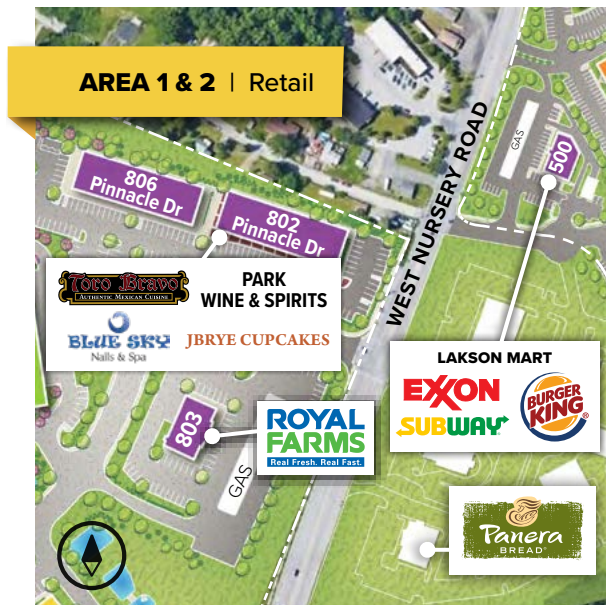 AREA 1 & 2 | Retail
WEST NURSERY ROAD
GAS
500
806
Pinnacle Dr
802
Pinnacle Dr
Toro Bravo
AUTHENTIC MEXICAN CUISINE
PARK
WINE & SPIRITS
BLUE SKY
Nails & Spa
JBRYE CUPCAKES
LAKSON MART
EXXON
SUBWAY
BURGER
KING
803
GAS
ROYAL
FARMS
Real Fresh. Real Fast.
Panera
BREAD®